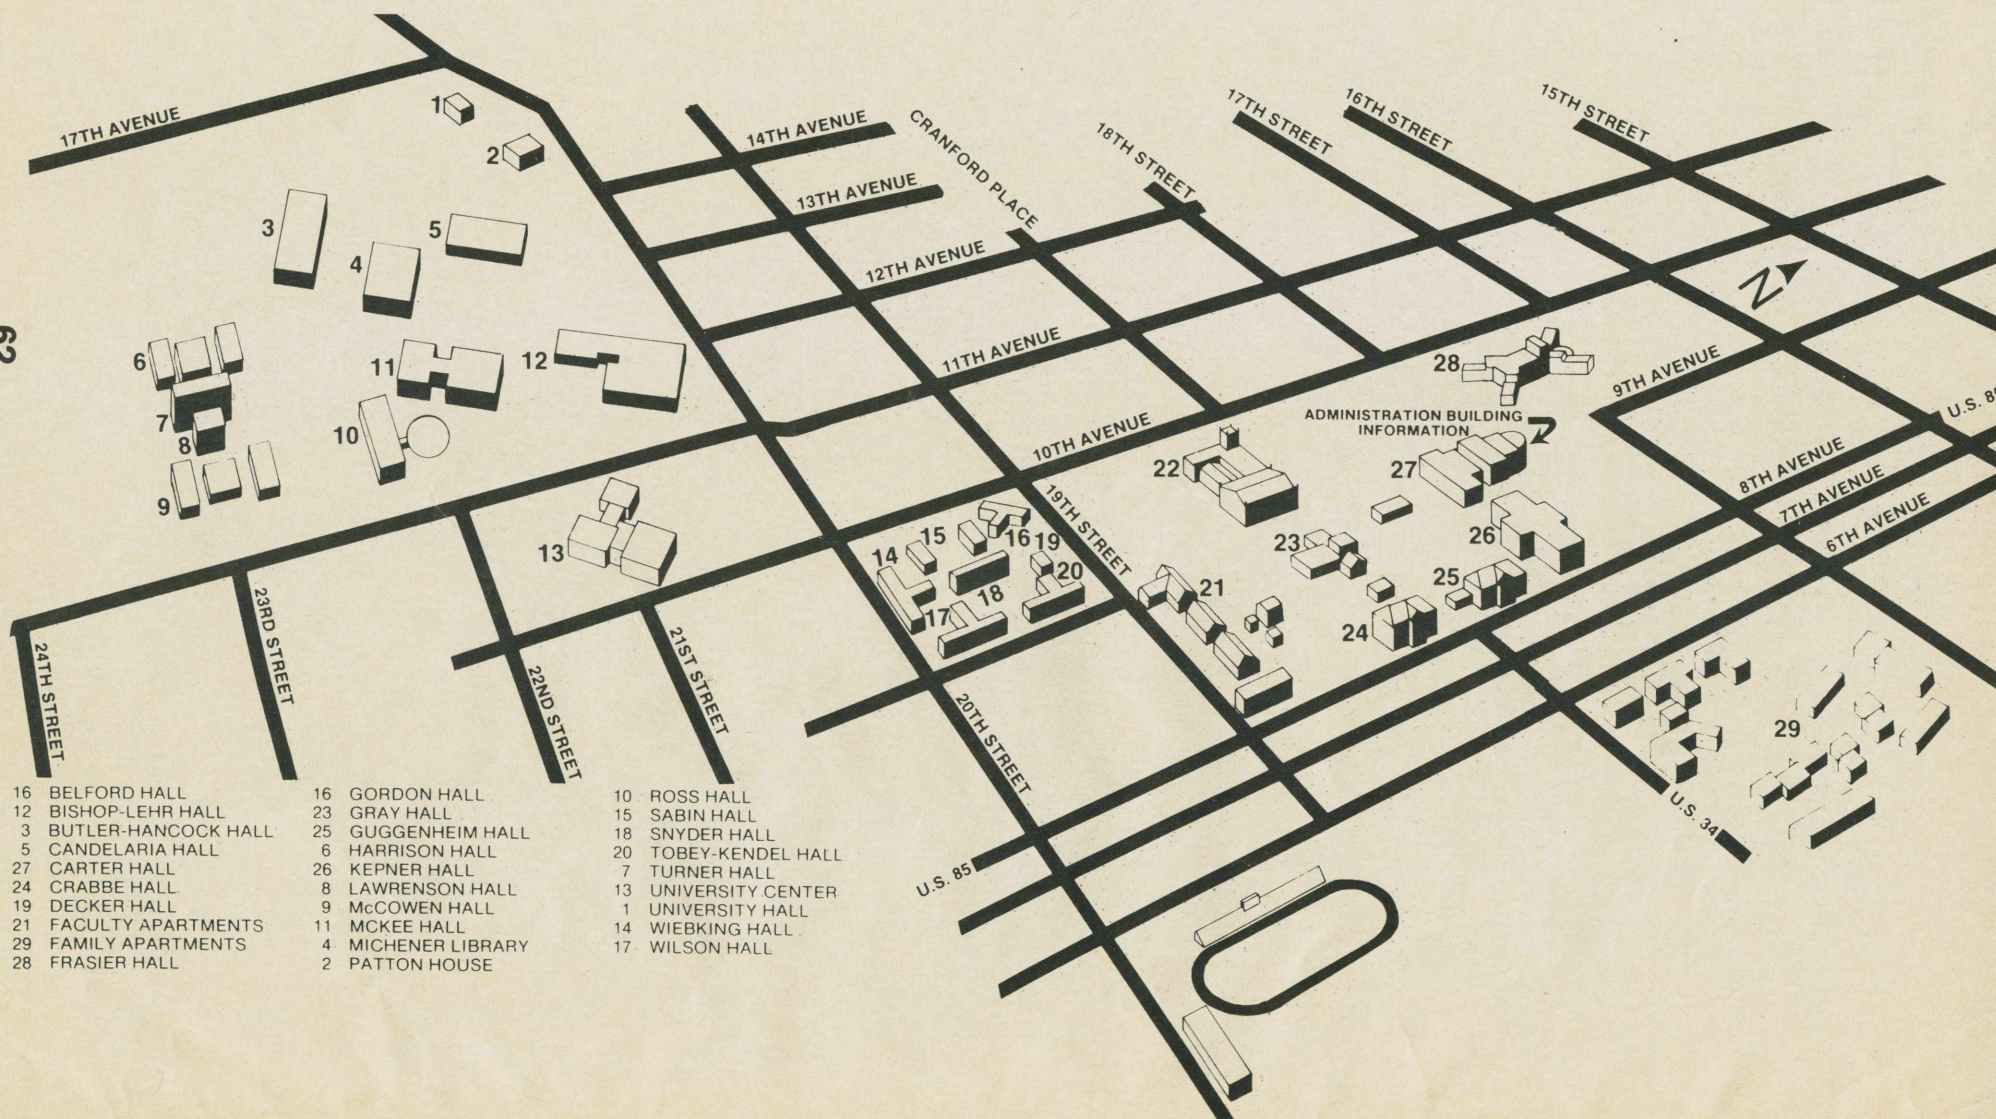 17TH AVENUE
14TH AVENUE
13TH AVENUE
12TH AVENUE
11TH AVENUE
10TH AVENUE
9TH AVENUE
8TH AVENUE
7TH AVENUE
6TH AVENUE
CRANFORD PLACE
18TH STREET
17TH STREET
16TH STREET
15TH STREET
19TH STREET
20TH STREET
21ST STREET
22ND STREET
23RD STREET
24TH STREET
U.S. 85
U.S. 34
N
ADMINISTRATION BUILDING
INFORMATION
62
1
2
3
4
5
6
7
8
9
10
11
12
13
14
15
16
17
18
19
20
21
22
23
24
25
26
27
28
29
16 BELFORD HALL
12 BISHOP-LEHR HALL
3 BUTLER-HANCOCK HALL
5 CANDELARIA HALL
27 CARTER HALL
24 CRABBE HALL
19 DECKER HALL
21 FACULTY APARTMENTS
29 FAMILY APARTMENTS
28 FRASIER HALL
16 GORDON HALL
23 GRAY HALL
25 GUGGENHEIM HALL
6 HARRISON HALL
26 KEPNER HALL
8 LAWRENSON HALL
9 McCOWEN HALL
11 MCKEE HALL
4 MICHENER LIBRARY
2 PATTON HOUSE
10 ROSS HALL
15 SABIN HALL
18 SNYDER HALL
20 TOBEY-KENDEL HALL
7 TURNER HALL
13 UNIVERSITY CENTER
1 UNIVERSITY HALL
14 WIEBKING HALL
17 WILSON HALL